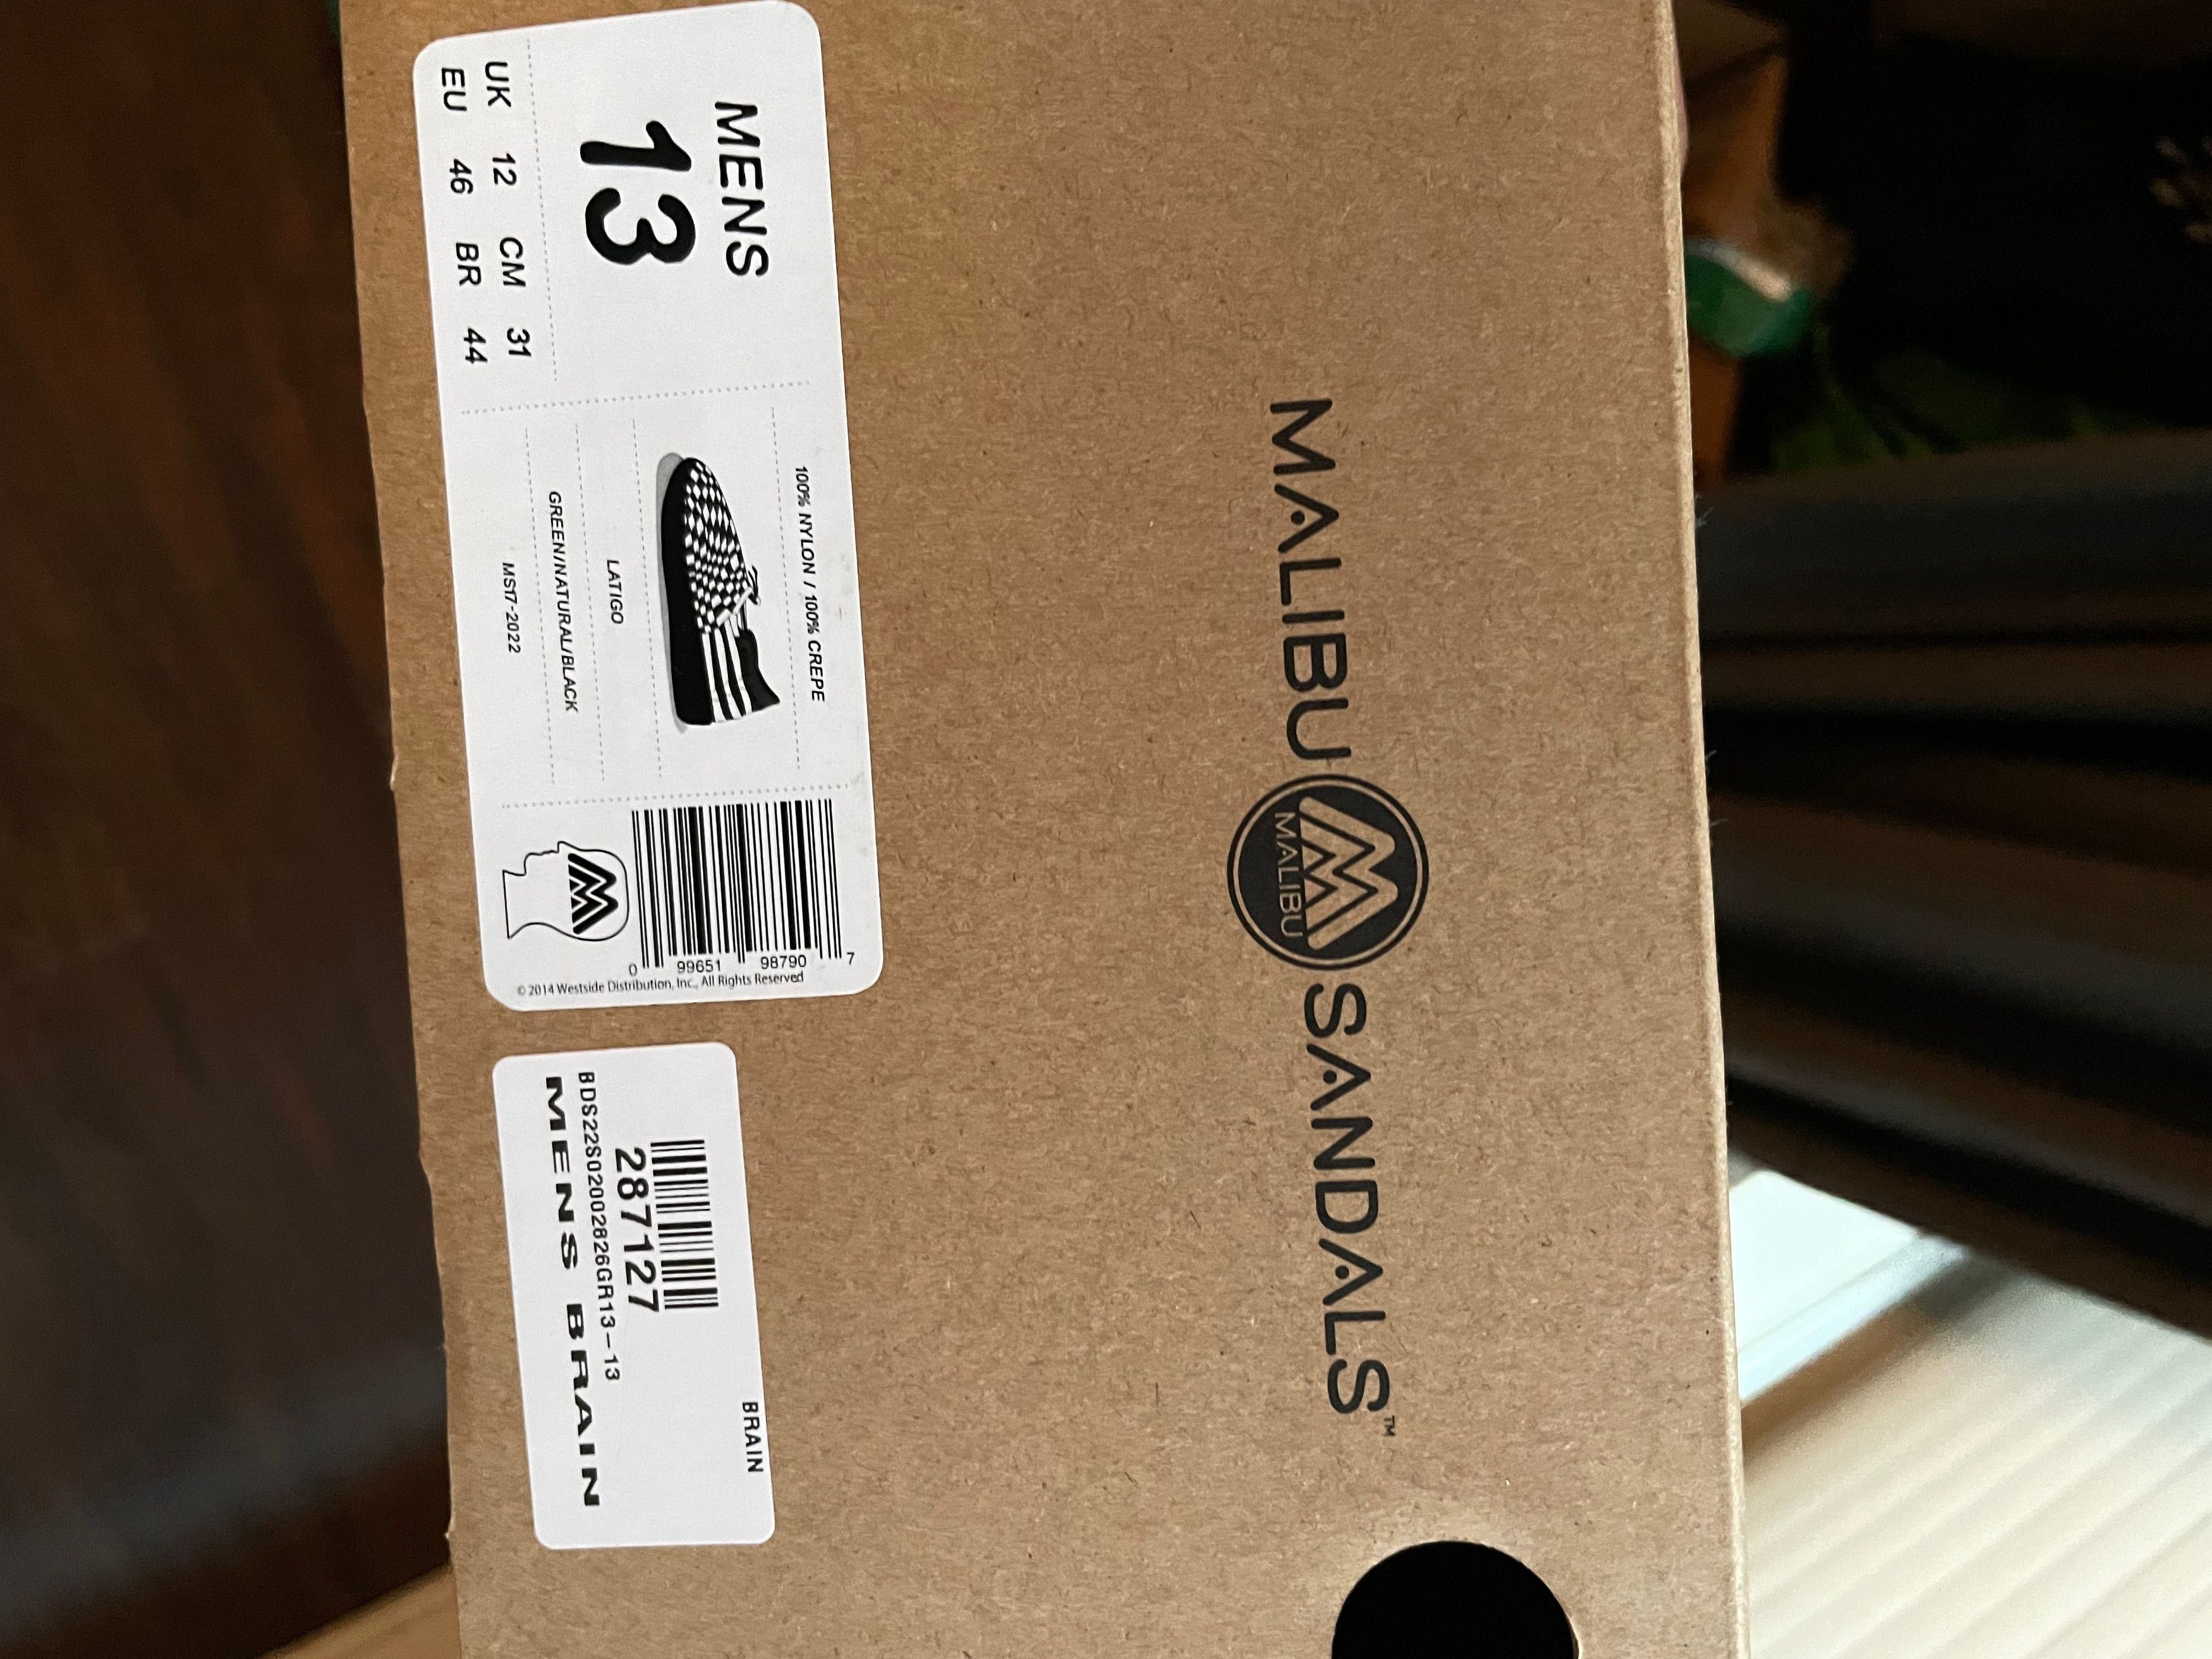 MALIBU MALIBU SANDALS™
MENS
13
UK 12 CM 31
EU 46 BR 44
100% NYLON / 100% CREPE
LATIGO
GREEN/NATURAL/BLACK
MS17-2022
0 99651 98790 7
© 2014 Westside Distribution, Inc., All Rights Reserved
BRAIN
287127
BDS22S02002826GR13-13
MENS BRAIN